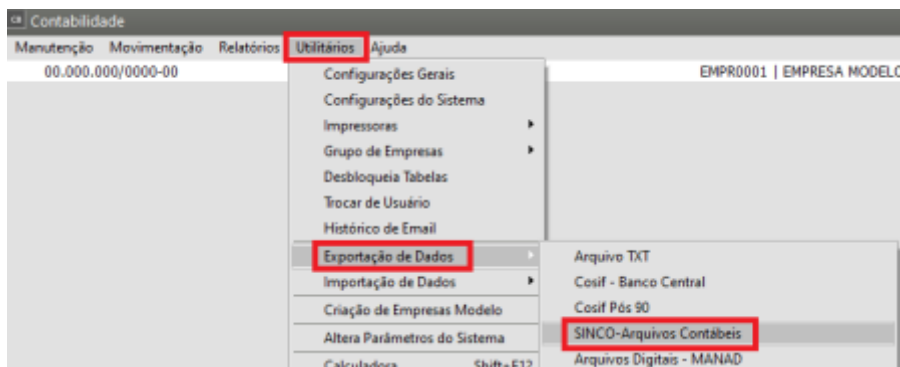 Contabilidade
Manutenção Movimentação Relatórios Utilitários Ajuda
00.000.000/0000-00 EMPR0001 | EMPRESA MODELO
Configurações Gerais
Configurações do Sistema
Impressoras
Grupo de Empresas
Desbloqueia Tabelas
Trocar de Usuário
Histórico de Email
Exportação de Dados
Importação de Dados
Criação de Empresas Modelo
Altera Parâmetros do Sistema
Calculadora Shift+F12
Arquivo TXT
Cosif - Banco Central
Cosif Pós 90
SINCO-Arquivos Contábeis
Arquivos Digitais - MANAD